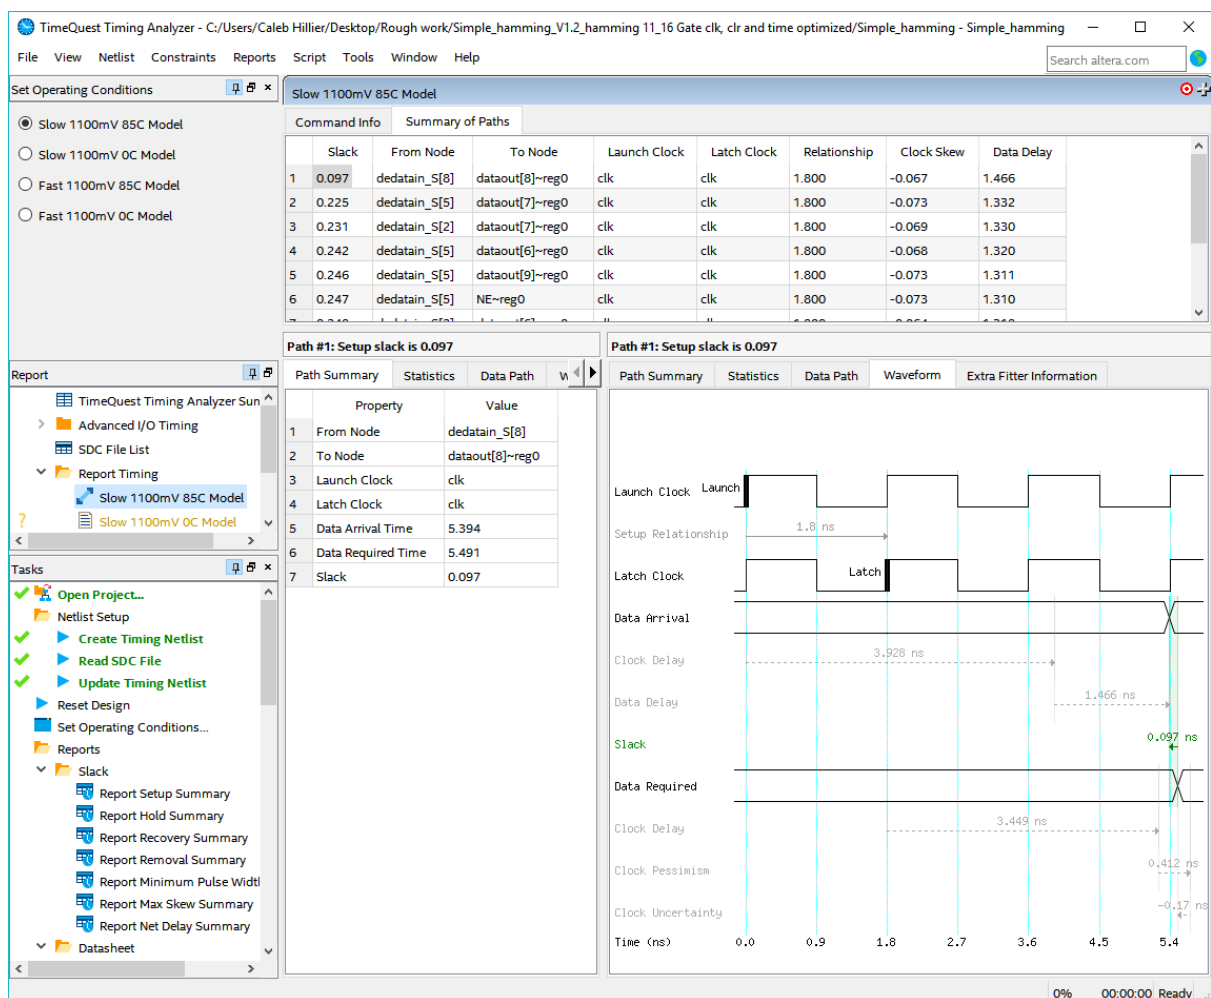 TimeQuest Timing Analyzer - C:/Users/Caleb Hillier/Desktop/Rough work/Simple_hamming_V1.2_hamming 11_16 Gate clk, clr and time optimized/Simple_hamming - Simple_hamming
File View Netlist Constraints Reports Script Tools Window Help
Search altera.com
Set Operating Conditions
Slow 1100mV 85C Model
Slow 1100mV 0C Model
Fast 1100mV 85C Model
Fast 1100mV 0C Model
Slow 1100mV 85C Model
Command Info Summary of Paths
Slack From Node To Node Launch Clock Latch Clock Relationship Clock Skew Data Delay
1 0.097 dedatain_S[8] dataout[8]~reg0 clk clk 1.800 -0.067 1.466
2 0.225 dedatain_S[5] dataout[7]~reg0 clk clk 1.800 -0.073 1.332
3 0.231 dedatain_S[2] dataout[7]~reg0 clk clk 1.800 -0.069 1.330
4 0.242 dedatain_S[5] dataout[6]~reg0 clk clk 1.800 -0.068 1.320
5 0.246 dedatain_S[5] dataout[9]~reg0 clk clk 1.800 -0.073 1.311
6 0.247 dedatain_S[5] NE~reg0 clk clk 1.800 -0.073 1.310
Report
TimeQuest Timing Analyzer Sun
Advanced I/O Timing
SDC File List
Report Timing
Slow 1100mV 85C Model
? Slow 1100mV 0C Model
Tasks
Open Project...
Netlist Setup
Create Timing Netlist
Read SDC File
Update Timing Netlist
Reset Design
Set Operating Conditions...
Reports
Slack
Report Setup Summary
Report Hold Summary
Report Recovery Summary
Report Removal Summary
Report Minimum Pulse Widtl
Report Max Skew Summary
Report Net Delay Summary
Datasheet
Path #1: Setup slack is 0.097
Path Summary Statistics Data Path
Property Value
1 From Node dedatain_S[8]
2 To Node dataout[8]~reg0
3 Launch Clock clk
4 Latch Clock clk
5 Data Arrival Time 5.394
6 Data Required Time 5.491
7 Slack 0.097
Path #1: Setup slack is 0.097
Path Summary Statistics Data Path Waveform Extra Fitter Information
Launch Clock Launch
Setup Relationship 1.8 ns
Latch Clock Latch
Data Arrival
Clock Delay 3.928 ns
Data Delay 1.466 ns
Slack 0.097 ns
Data Required
Clock Delay 3.449 ns
Clock Pessimism 0.412 ns
Clock Uncertainty -0.17 ns
Time (ns) 0.0 0.9 1.8 2.7 3.6 4.5 5.4
0% 00:00:00 Ready